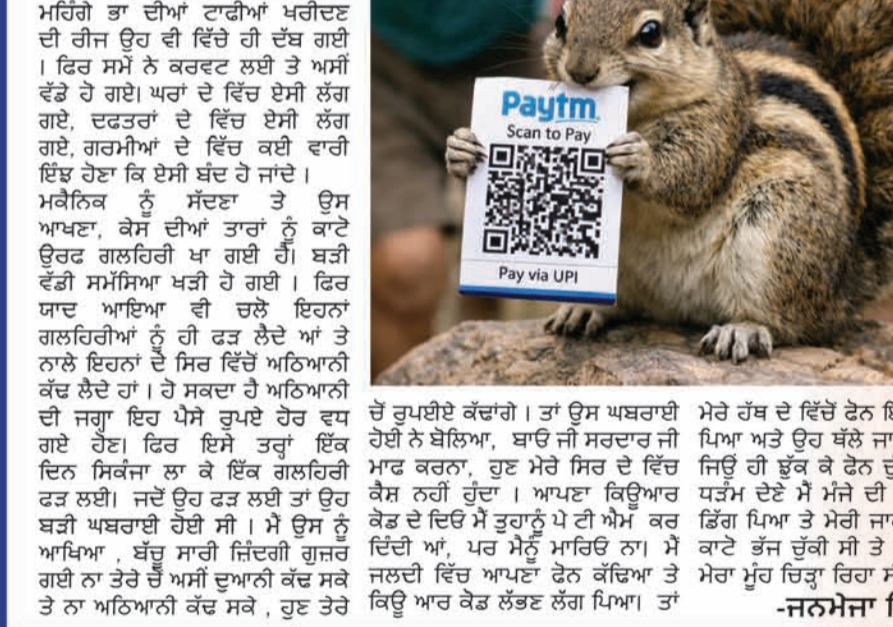 ਮਹਿੰਗੇ ਭਾ ਦੀਆਂ ਟਾਫੀਆਂ ਖਰੀਦਣ
ਦੀ ਰੀਜ ਉਹ ਵੀ ਵਿੱਚੇ ਹੀ ਦੱਬ ਗਈ
। ਫਿਰ ਸਮੇਂ ਨੇ ਕਰਵਟ ਲਈ ਤੇ ਅਸੀਂ
ਵੱਡੇ ਹੋ ਗਏ। ਘਰਾਂ ਦੇ ਵਿੱਚ ਏਸੀ ਲੱਗ
ਗਏ, ਦਫਤਰਾਂ ਦੇ ਵਿੱਚ ਏਸੀ ਲੱਗ
ਗਏ, ਗਰਮੀਆਂ ਦੇ ਵਿੱਚ ਕਈ ਵਾਰੀ
ਇੰਝ ਹੋਣਾ ਕਿ ਏਸੀ ਬੰਦ ਹੋ ਜਾਂਦੇ ।
ਮਕੈਨਿਕ ਨੂੰ ਸੱਦਣਾ ਤੇ ਉਸ
ਆਖਣਾ, ਕੇਸ ਦੀਆਂ ਤਾਰਾਂ ਨੂੰ ਕਾਟੋ
ਉਰਫ ਗਲਹਿਰੀ ਖਾ ਗਈ ਹੈ। ਬੜੀ
ਵੱਡੀ ਸਮੱਸਿਆ ਖੜੀ ਹੋ ਗਈ । ਫਿਰ
ਯਾਦ ਆਇਆ ਵੀ ਚਲੋ ਇਹਨਾਂ
ਗਲਹਿਰੀਆਂ ਨੂੰ ਹੀ ਫੜ ਲੈਦੇ ਆਂ ਤੇ
ਨਾਲੇ ਇਹਨਾਂ ਦੇ ਸਿਰ ਵਿੱਚੋਂ ਅਠਿਆਨੀ
ਕੱਢ ਲੈਦੇ ਹਾਂ । ਹੋ ਸਕਦਾ ਹੈ ਅਠਿਆਨੀ
ਦੀ ਜਗ੍ਹਾ ਇਹ ਪੈਸੇ ਰੁਪਏ ਹੋਰ ਵਧ
ਗਏ ਹੋਣ। ਫਿਰ ਇਸੇ ਤਰ੍ਹਾਂ ਇੱਕ
ਦਿਨ ਸਿਕੰਜਾ ਲਾ ਕੇ ਇੱਕ ਗਲਹਿਰੀ
ਫੜ ਲਈ। ਜਦੋਂ ਉਹ ਫੜ ਲਈ ਤਾਂ ਉਹ
ਬੜੀ ਘਬਰਾਈ ਹੋਈ ਸੀ । ਮੈਂ ਉਸ ਨੂੰ
ਆਖਿਆ , ਬੱਚੂ ਸਾਰੀ ਜ਼ਿੰਦਗੀ ਗੁਜ਼ਰ
ਗਈ ਨਾ ਤੇਰੇ ਚੋਂ ਅਸੀਂ ਦੁਆਨੀ ਕੱਢ ਸਕੇ
ਤੇ ਨਾ ਅਠਿਆਨੀ ਕੱਢ ਸਕੇ , ਹੁਣ ਤੇਰੇ
Paytm
Scan to Pay
Pay via UPI
ਚੋਂ ਰੁਪਈਏ ਕੱਢਾਂਗੇ । ਤਾਂ ਉਸ ਘਬਰਾਈ
ਹੋਈ ਨੇ ਬੋਲਿਆ, ਬਾਓ ਜੀ ਸਰਦਾਰ ਜੀ
ਮਾਫ ਕਰਨਾ, ਹੁਣ ਮੇਰੇ ਸਿਰ ਦੇ ਵਿੱਚ
ਕੈਸ਼ ਨਹੀਂ ਹੁੰਦਾ । ਆਪਣਾ ਕਿਊਆਰ
ਕੋਡ ਦੇ ਦਿਓ ਮੈਂ ਤੁਹਾਨੂੰ ਪੇ ਟੀ ਐਮ ਕਰ
ਦਿੰਦੀ ਆਂ, ਪਰ ਮੈਨੂੰ ਮਾਰਿਓ ਨਾ। ਮੈਂ
ਜਲਦੀ ਵਿੱਚ ਆਪਣਾ ਫੋਨ ਕੱਢਿਆ ਤੇ
ਕਿਊ ਆਰ ਕੋਡ ਲੱਭਣ ਲੱਗ ਪਿਆ। ਤਾਂ
ਮੇਰੇ ਹੱਥ ਦੇ ਵਿੱਚੋਂ ਫੋਨ
ਪਿਆ ਅਤੇ ਉਹ ਥੱਲੇ
ਜਿਉਂ ਹੀ ਝੁੱਕ ਕੇ ਫੋਨ
ਧੜੰਮ ਦੇਣੇ ਮੈਂ ਮੰਜੇ ਦੀ
ਡਿੱਗ ਪਿਆ ਤੇ ਮੇਰੀ
ਕਾਟੋ ਭੱਜ ਚੁੱਕੀ ਸੀ ਤੇ
ਮੇਰਾ ਮੂੰਹ ਚਿੜ੍ਹਾ ਰਿਹਾ
-ਜਨਮੇਜਾ